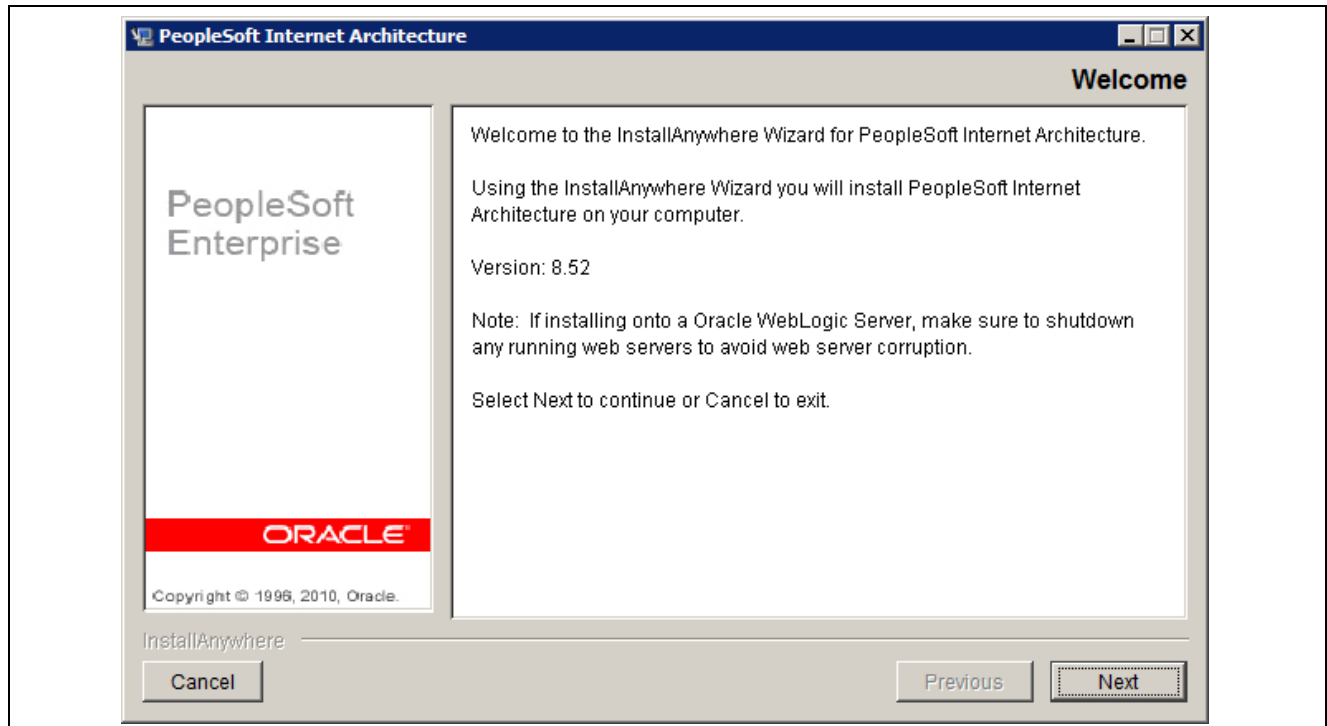 PeopleSoft Internet Architecture
Welcome
PeopleSoft
Enterprise
ORACLE
Copyright © 1996, 2010, Oracle.
Welcome to the InstallAnywhere Wizard for PeopleSoft Internet Architecture.
Using the InstallAnywhere Wizard you will install PeopleSoft Internet
Architecture on your computer.
Version: 8.52
Note: If installing onto a Oracle WebLogic Server, make sure to shutdown
any running web servers to avoid web server corruption.
Select Next to continue or Cancel to exit.
InstallAnywhere
Cancel
Previous
Next